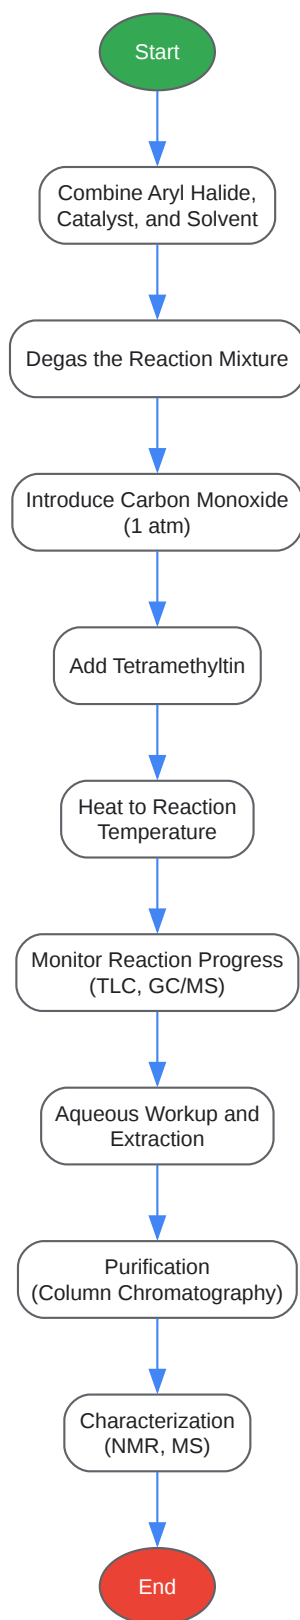 Start
Combine Aryl Halide,
Catalyst, and Solvent
Degas the Reaction Mixture
Introduce Carbon Monoxide
(1 atm)
Add Tetramethyltin
Heat to Reaction
Temperature
Monitor Reaction Progress
(TLC, GC/MS)
Aqueous Workup and
Extraction
Purification
(Column Chromatography)
Characterization
(NMR, MS)
End